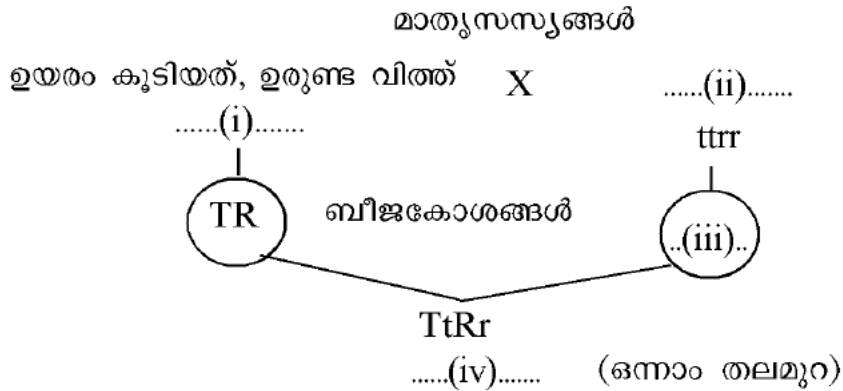 മാതൃസസ്യങ്ങൾ
ഉയരം കൂടിയത്, ഉരുണ്ട വിത്ത് X ......(ii).......
......(i).......
ttrr
TR ബീജകോശങ്ങൾ ..(iii)..
TtRr
......(iv)....... (ഒന്നാം തലമുറ)